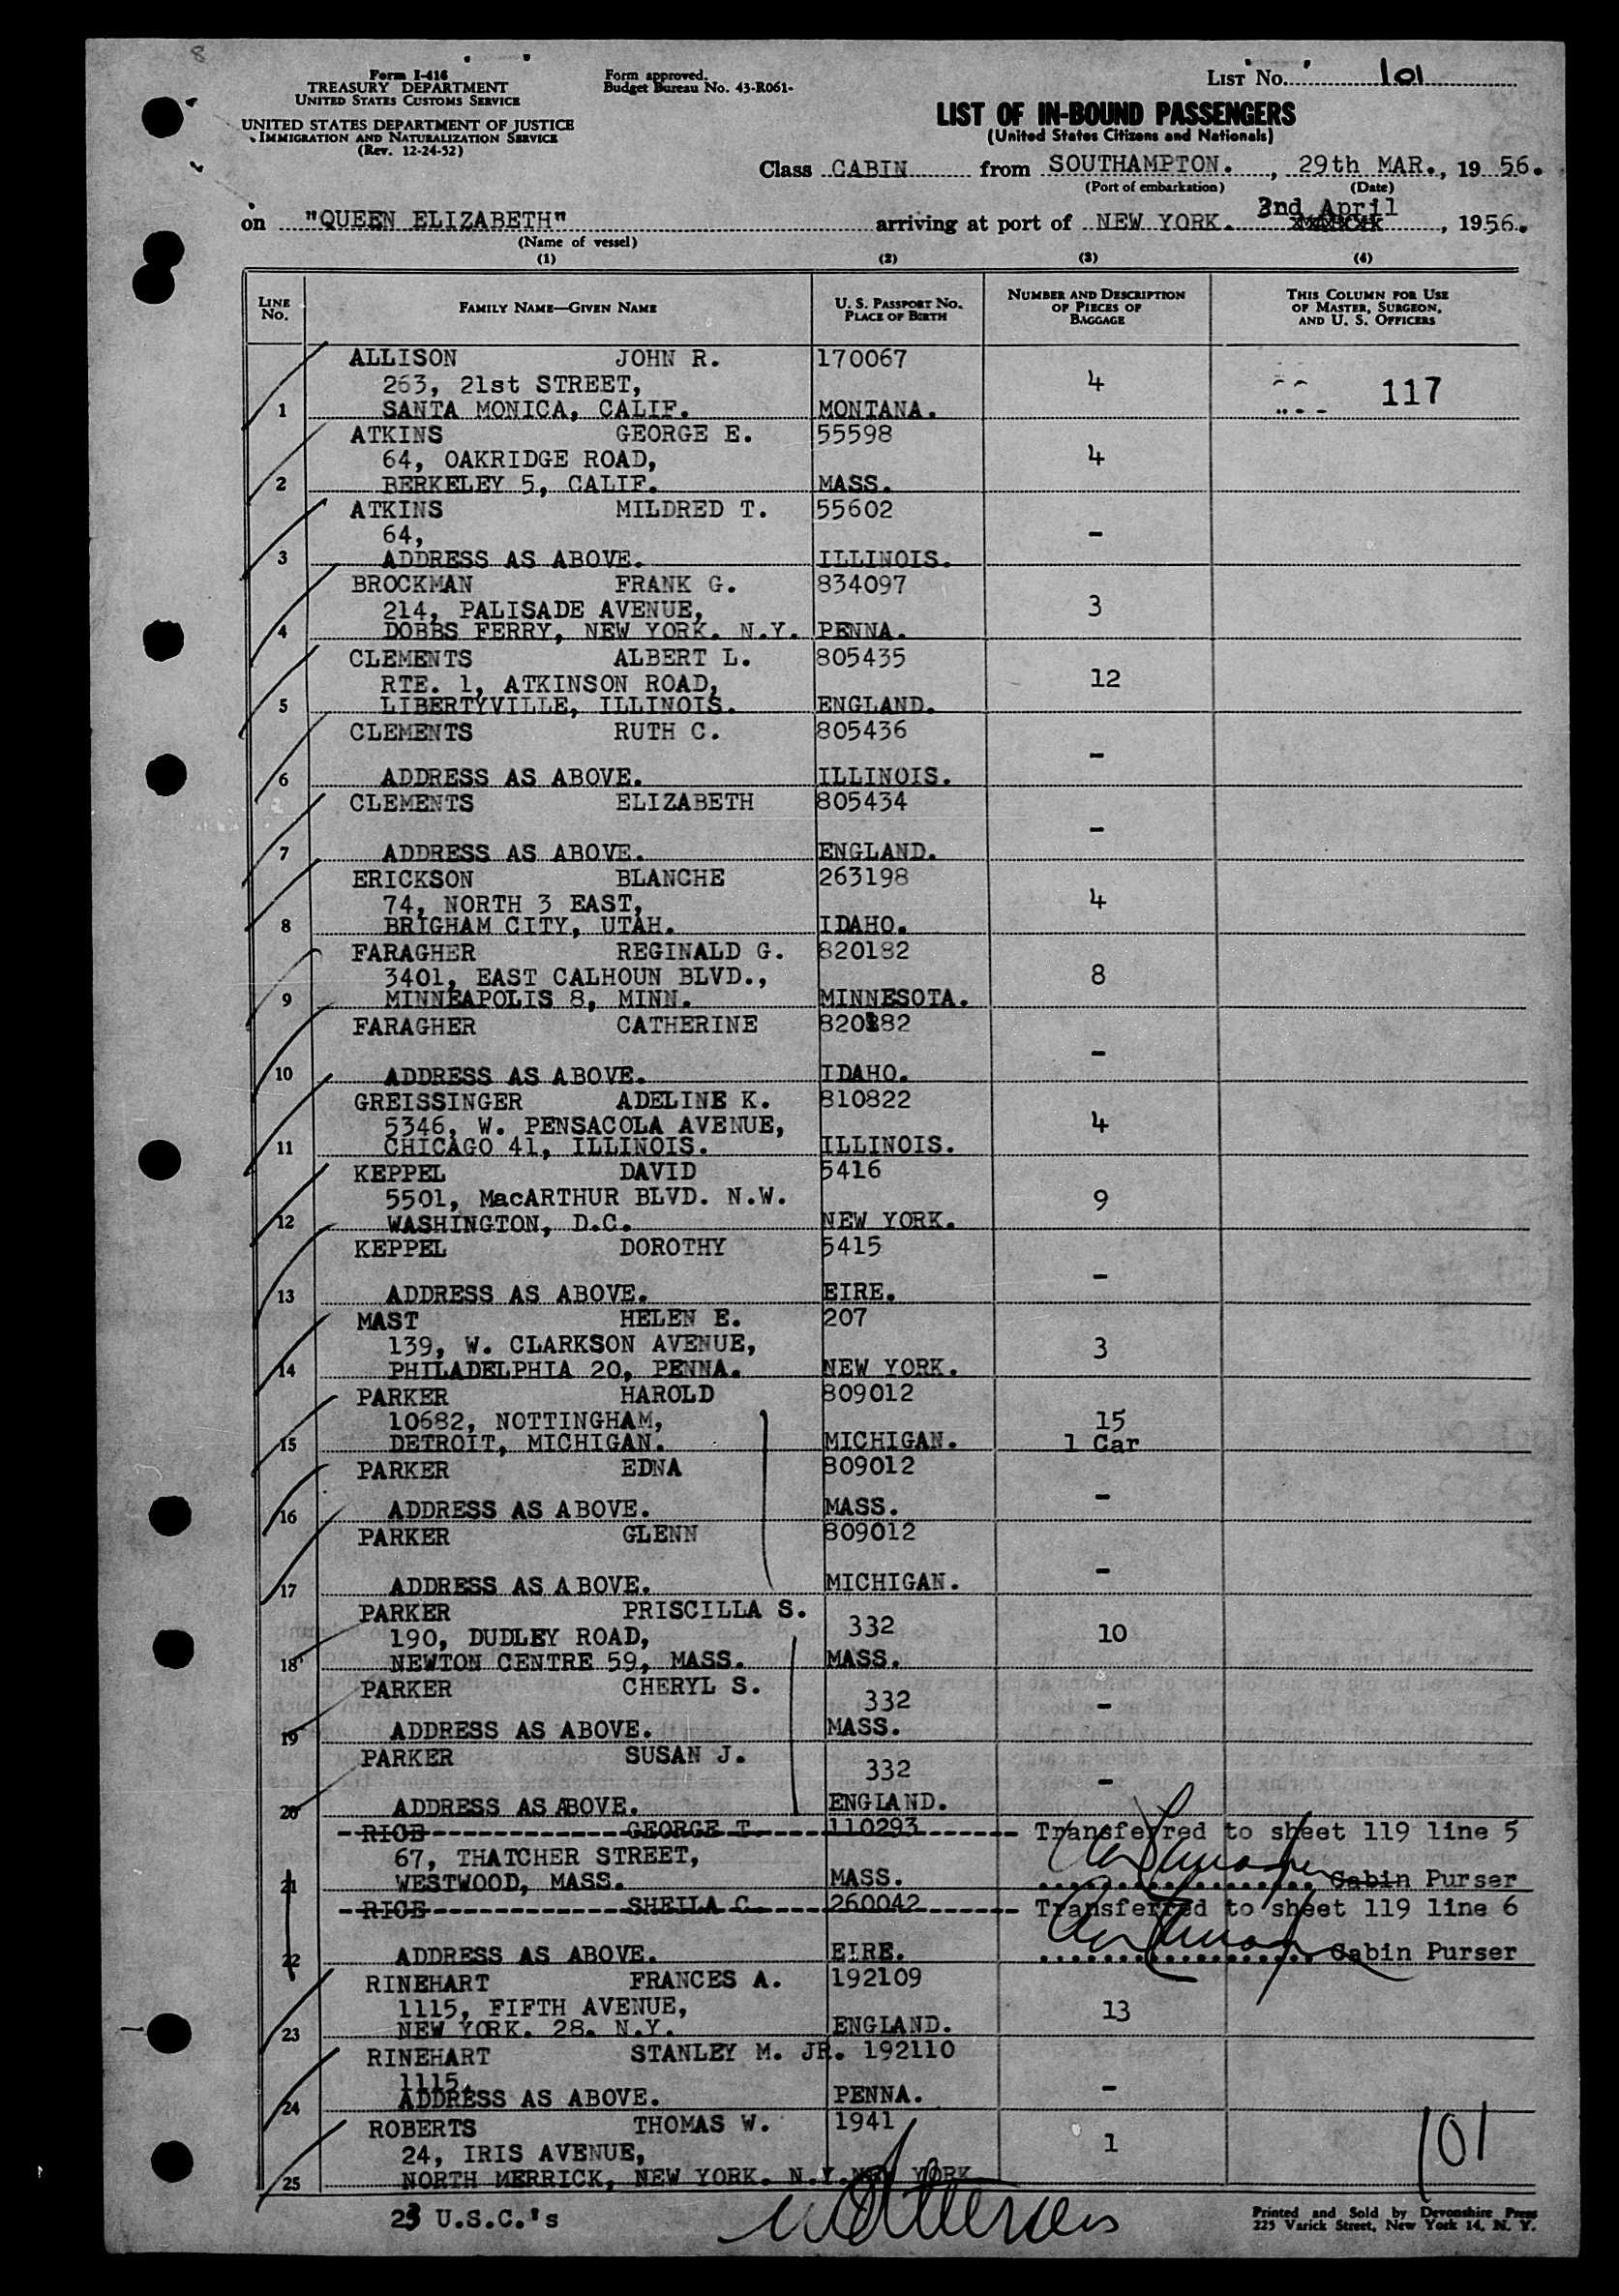 8
Form I-416
TREASURY DEPARTMENT
UNITED STATES CUSTOMS SERVICE
UNITED STATES DEPARTMENT OF JUSTICE
IMMIGRATION AND NATURALIZATION SERVICE
(Rev. 12-24-52)
Form approved.
Budget Bureau No. 43-R061-
LIST No. 101
LIST OF IN-BOUND PASSENGERS
(United States Citizens and Nationals)
Class CABIN from SOUTHAMPTON. , 29th MAR., 19 56.
(Port of embarkation) (Date)
on "QUEEN ELIZABETH" arriving at port of NEW YORK. 2nd April , 1956.
(Name of vessel)
(1) (2) (3) (4)
LINE No. FAMILY NAME—GIVEN NAME U. S. PASSPORT No. PLACE OF BIRTH NUMBER AND DESCRIPTION OF PIECES OF BAGGAGE THIS COLUMN FOR USE OF MASTER, SURGEON, AND U. S. OFFICERS
ALLISON JOHN R. 170067
263, 21st STREET, 4 117
1 SANTA MONICA, CALIF. MONTANA.
ATKINS GEORGE E. 55598
64, OAKRIDGE ROAD, 4
2 BERKELEY 5, CALIF. MASS.
ATKINS MILDRED T. 55602
64, -
3 ADDRESS AS ABOVE. ILLINOIS.
BROCKMAN FRANK G. 834097
214, PALISADE AVENUE, 3
4 DOBBS FERRY, NEW YORK. N.Y. PENNA.
CLEMENTS ALBERT L. 805435
RTE. 1, ATKINSON ROAD, 12
5 LIBERTYVILLE, ILLINOIS. ENGLAND.
CLEMENTS RUTH C. 805436
-
6 ADDRESS AS ABOVE. ILLINOIS.
CLEMENTS ELIZABETH 805434
-
7 ADDRESS AS ABOVE. ENGLAND.
ERICKSON BLANCHE 263198
74, NORTH 3 EAST, 4
8 BRIGHAM CITY, UTAH. IDAHO.
FARAGHER REGINALD G. 820182
3401, EAST CALHOUN BLVD., 8
9 MINNEAPOLIS 8, MINN. MINNESOTA.
FARAGHER CATHERINE 820182
-
10 ADDRESS AS ABOVE. IDAHO.
GREISSINGER ADELINE K. 810822
5346, W. PENSACOLA AVENUE, 4
11 CHICAGO 41, ILLINOIS. ILLINOIS.
KEPPEL DAVID 5416
5501, MacARTHUR BLVD. N.W. 9
12 WASHINGTON, D.C. NEW YORK.
KEPPEL DOROTHY 5415
-
13 ADDRESS AS ABOVE. EIRE.
MAST HELEN E. 207
139, W. CLARKSON AVENUE, 3
14 PHILADELPHIA 20, PENNA. NEW YORK.
PARKER HAROLD 809012
10682, NOTTINGHAM, 15
15 DETROIT, MICHIGAN. MICHIGAN. 1 Car
PARKER EDNA 809012
-
16 ADDRESS AS ABOVE. MASS.
PARKER GLENN 809012
-
17 ADDRESS AS ABOVE. MICHIGAN.
PARKER PRISCILLA S. 332
190, DUDLEY ROAD, 10
18 NEWTON CENTRE 59, MASS. MASS.
PARKER CHERYL S. 332
-
19 ADDRESS AS ABOVE. MASS.
PARKER SUSAN J. 332
-
20 ADDRESS AS ABOVE. ENGLAND.
RICE GEORGE T. 110293 Transferred to sheet 119 line 5
67, THATCHER STREET,
21 WESTWOOD, MASS. MASS. Cabin Purser
RICE SHEILA C. 260042 Transferred to sheet 119 line 6
22 ADDRESS AS ABOVE. EIRE. Cabin Purser
RINEHART FRANCES A. 192109
1115, FIFTH AVENUE, 13
23 NEW YORK. 28. N.Y. ENGLAND.
RINEHART STANLEY M. JR. 192110
1115, -
24 ADDRESS AS ABOVE. PENNA.
ROBERTS THOMAS W. 1941
24, IRIS AVENUE, 1 101
25 NORTH MERRICK, NEW YORK. N.Y. NEW YORK
23 U.S.C.'s
Printed and Sold by Devonshire Press
225 Varick Street, New York 14, N. Y.